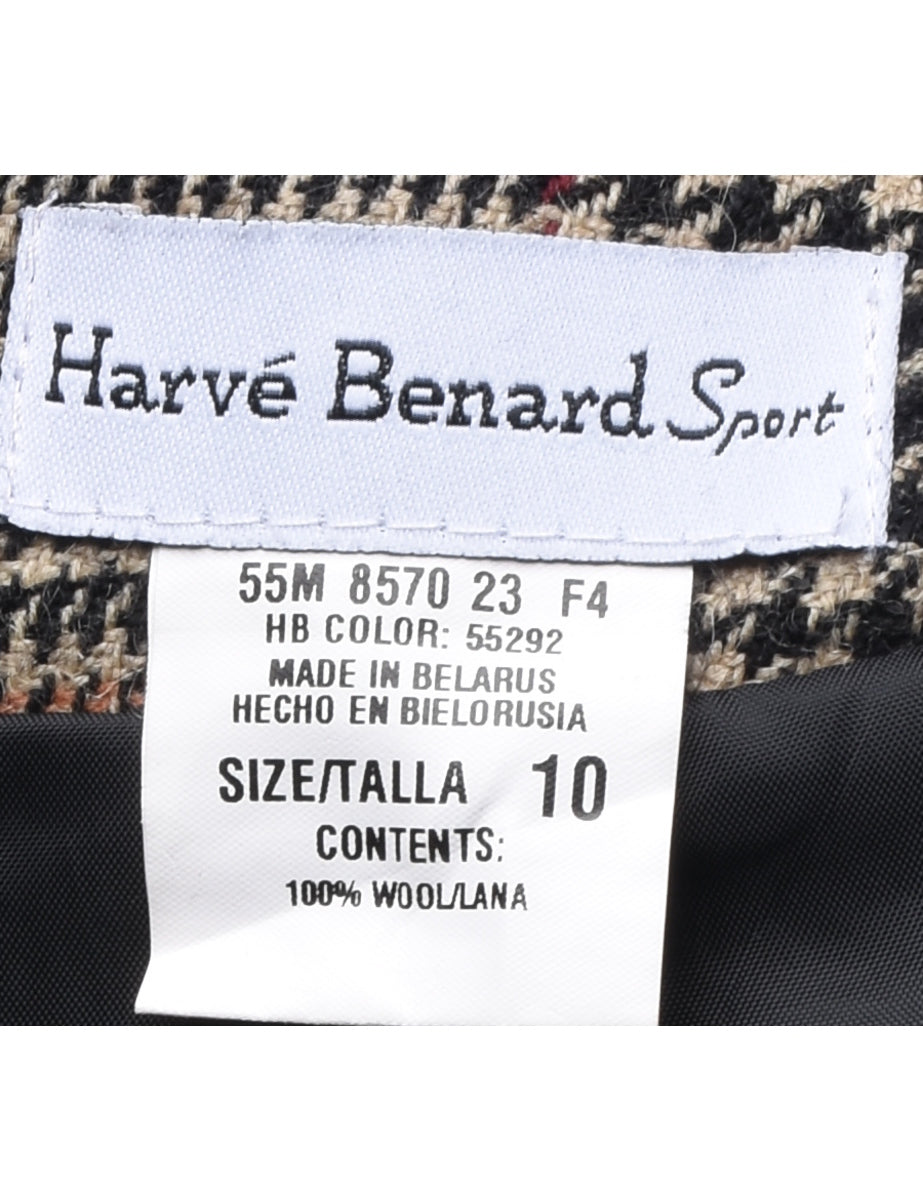 Harvé Benard Sport
55M 8570 23 F4
HB COLOR: 55292
MADE IN BELARUS
HECHO EN BIELORUSIA
SIZE/TALLA 10
CONTENTS:
100% WOOL/LANA